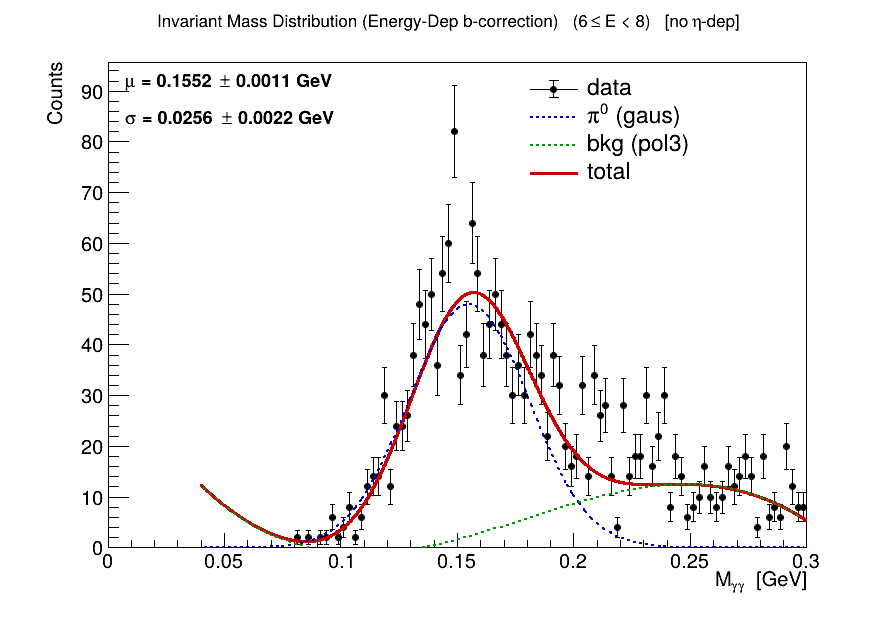 Invariant Mass Distribution (Energy-Dep b-correction) (6 ≤ E < 8) [no η-dep]
Counts
μ = 0.1552 ± 0.0011 GeV
σ = 0.0256 ± 0.0022 GeV
data
π⁰ (gaus)
bkg (pol3)
total
90
80
70
60
50
40
30
20
10
0
0 0.05 0.1 0.15 0.2 0.25 0.3
M_γγ [GeV]